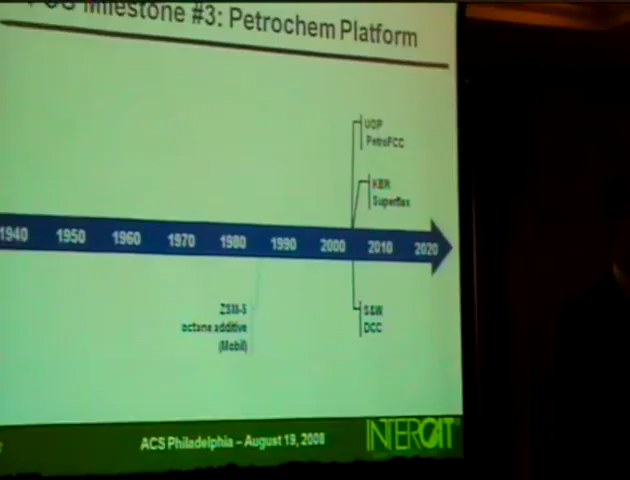 Milestone #3: Petrochem Platform
UOP
PetroFCC
KBR
Superflex
1940 1950 1960 1970 1980 1990 2000 2010 2020
ZSM-5
octane additive
(Mobil)
S&W
DCC
ACS Philadelphia – August 19, 2008
INTERCAT